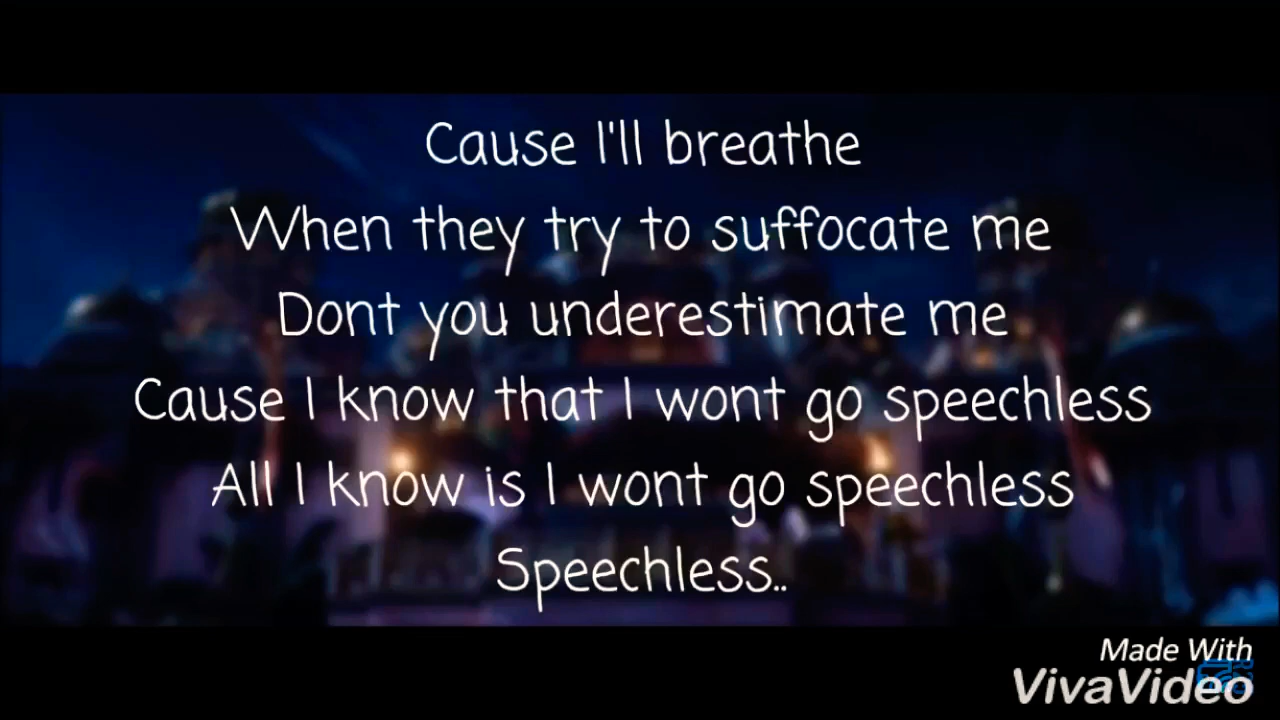 Cause I'll breathe
When they try to suffocate me
Dont you underestimate me
Cause I know that I wont go speechless
All I know is I wont go speechless
Speechless..
Made With
VivaVideo